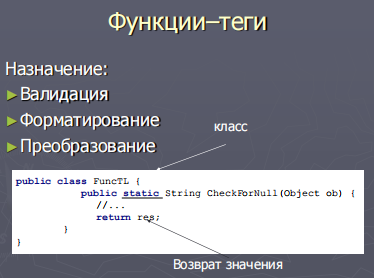 Функции–теги
Назначение:
►Валидация
►Форматирование
►Преобразование
класс
public class FuncTL {
public static String CheckForNull(Object ob) {
//...
return res;
}
}
Возврат значения